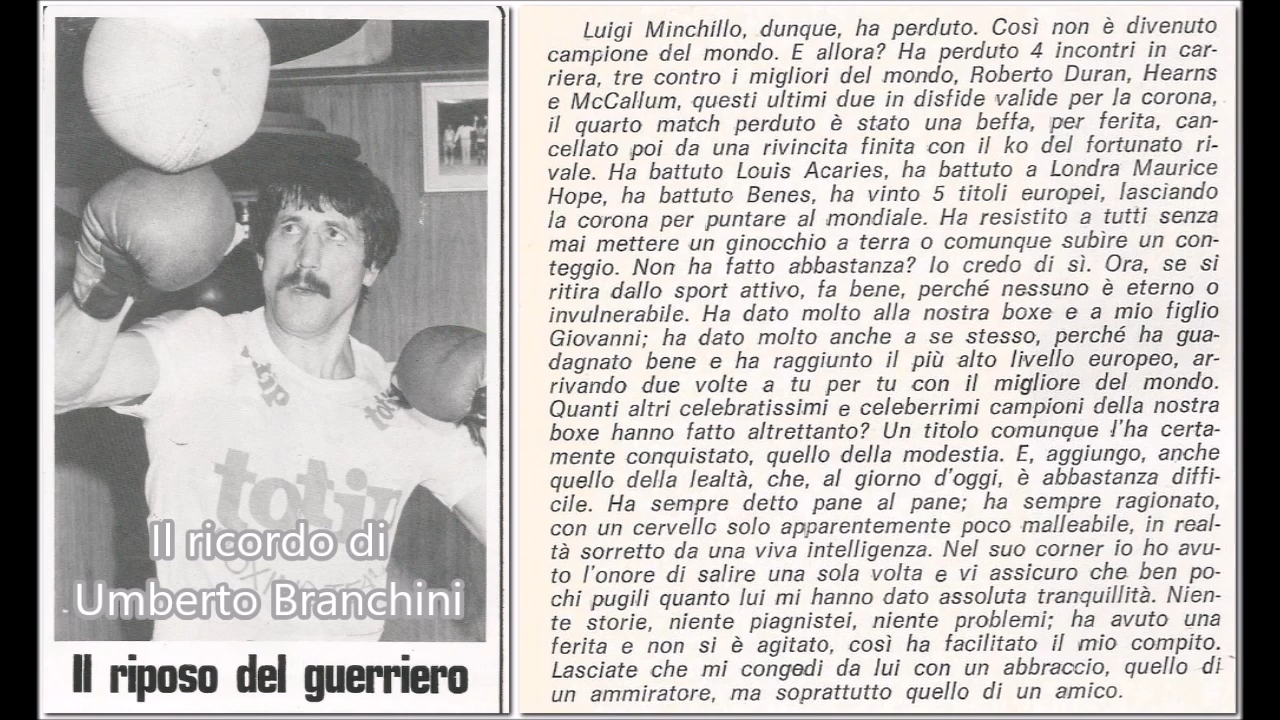 totip
totip
totip
Il ricordo di
Umberto Branchini
Il riposo del guerriero
Luigi Minchillo, dunque, ha perduto. Così non è divenuto
campione del mondo. E allora? Ha perduto 4 incontri in car-
riera, tre contro i migliori del mondo, Roberto Duran, Hearns
e McCallum, questi ultimi due in disfide valide per la corona,
il quarto match perduto è stato una beffa, per ferita, can-
cellato poi da una rivincita finita con il ko del fortunato ri-
vale. Ha battuto Louis Acaries, ha battuto a Londra Maurice
Hope, ha battuto Benes, ha vinto 5 titoli europei, lasciando
la corona per puntare al mondiale. Ha resistito a tutti senza
mai mettere un ginocchio a terra o comunque subìre un con-
teggio. Non ha fatto abbastanza? Io credo di sì. Ora, se si
ritira dallo sport attivo, fa bene, perché nessuno è eterno o
invulnerabile. Ha dato molto alla nostra boxe e a mio figlio
Giovanni; ha dato molto anche a se stesso, perché ha gua-
dagnato bene e ha raggiunto il più alto livello europeo, ar-
rivando due volte a tu per tu con il migliore del mondo.
Quanti altri celebratissimi e celeberrimi campioni della nostra
boxe hanno fatto altrettanto? Un titolo comunque l'ha certa-
mente conquistato, quello della modestia. E, aggiungo, anche
quello della lealtà, che, al giorno d'oggi, è abbastanza diffi-
cile. Ha sempre detto pane al pane; ha sempre ragionato,
con un cervello solo apparentemente poco malleabile, in real-
tà sorretto da una viva intelligenza. Nel suo corner io ho avu-
to l'onore di salire una sola volta e vi assicuro che ben po-
chi pugili quanto lui mi hanno dato assoluta tranquillità. Nien-
te storie, niente piagnistei, niente problemi; ha avuto una
ferita e non si è agitato, così ha facilitato il mio compito.
Lasciate che mi congedi da lui con un abbraccio, quello di
un ammiratore, ma soprattutto quello di un amico.